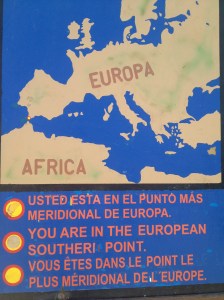 EUROPA
AFRICA
USTED ESTA EN EL PUNTO MÁS
MERIDIONAL DE EUROPA.
YOU ARE IN THE EUROPEAN
SOUTHERN POINT.
VOUS ÊTES DANS LE POINT LE
PLUS MÉRIDIONAL DE L'EUROPE.